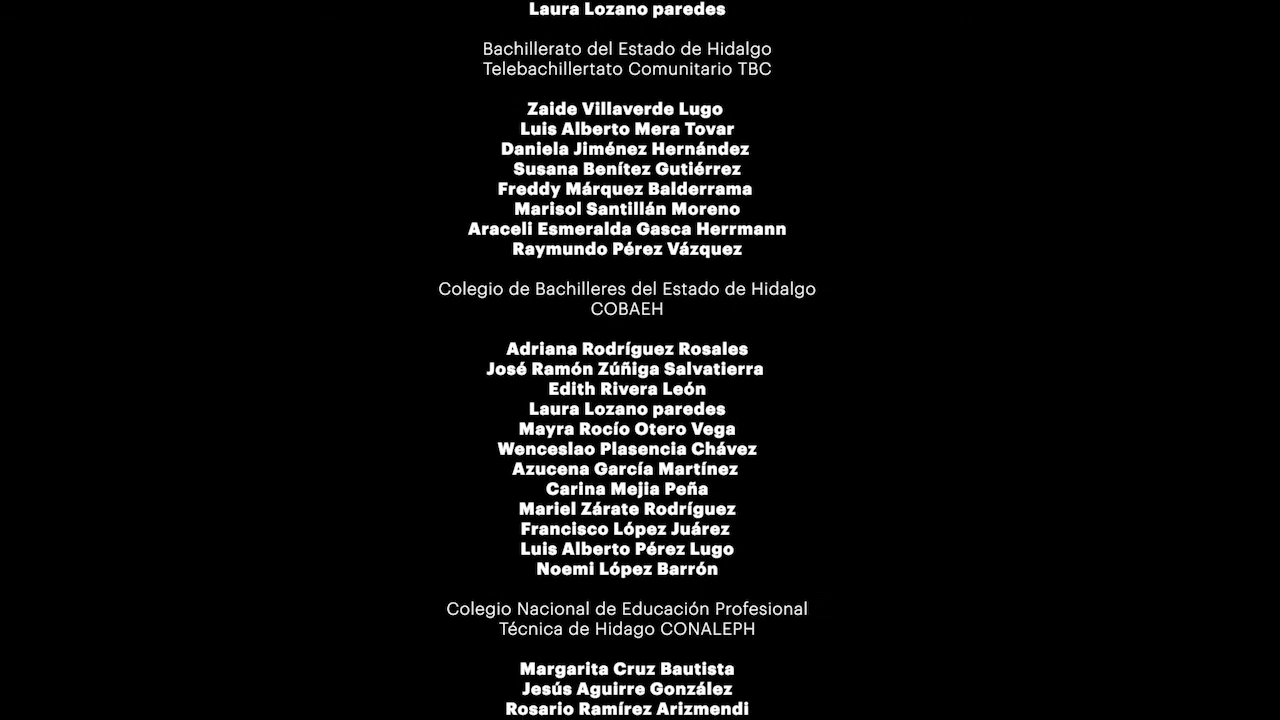 Laura Lozano paredes
Bachillerato del Estado de Hidalgo
Telebachillertato Comunitario TBC
Zaide Villaverde Lugo
Luis Alberto Mera Tovar
Daniela Jiménez Hernández
Susana Benítez Gutiérrez
Freddy Márquez Balderrama
Marisol Santillán Moreno
Araceli Esmeralda Gasca Herrmann
Raymundo Pérez Vázquez
Colegio de Bachilleres del Estado de Hidalgo
COBAEH
Adriana Rodríguez Rosales
José Ramón Zúñiga Salvatierra
Edith Rivera León
Laura Lozano paredes
Mayra Rocío Otero Vega
Wenceslao Plasencia Chávez
Azucena García Martínez
Carina Mejia Peña
Mariel Zárate Rodríguez
Francisco López Juárez
Luis Alberto Pérez Lugo
Noemi López Barrón
Colegio Nacional de Educación Profesional
Técnica de Hidago CONALEPH
Margarita Cruz Bautista
Jesús Aguirre González
Rosario Ramírez Arizmendi